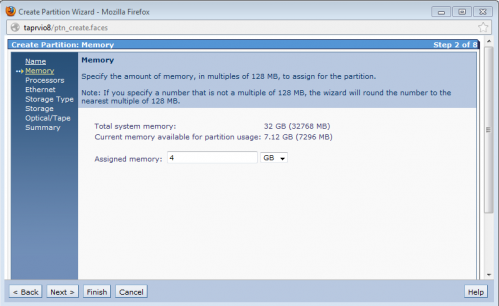 Create Partition Wizard - Mozilla Firefox
taprvio8/ptn_create.faces
Create Partition: Memory Step 2 of 8
Name
Memory
Processors
Ethernet
Storage Type
Storage
Optical/Tape
Summary
Memory
Specify the amount of memory, in multiples of 128 MB, to assign for the partition.
Note: If you specify a number that is not a multiple of 128 MB, the wizard will round the number to the
nearest multiple of 128 MB.
Total system memory: 32 GB (32768 MB)
Current memory available for partition usage: 7.12 GB (7296 MB)
Assigned memory: 4 GB
< Back Next > Finish Cancel Help